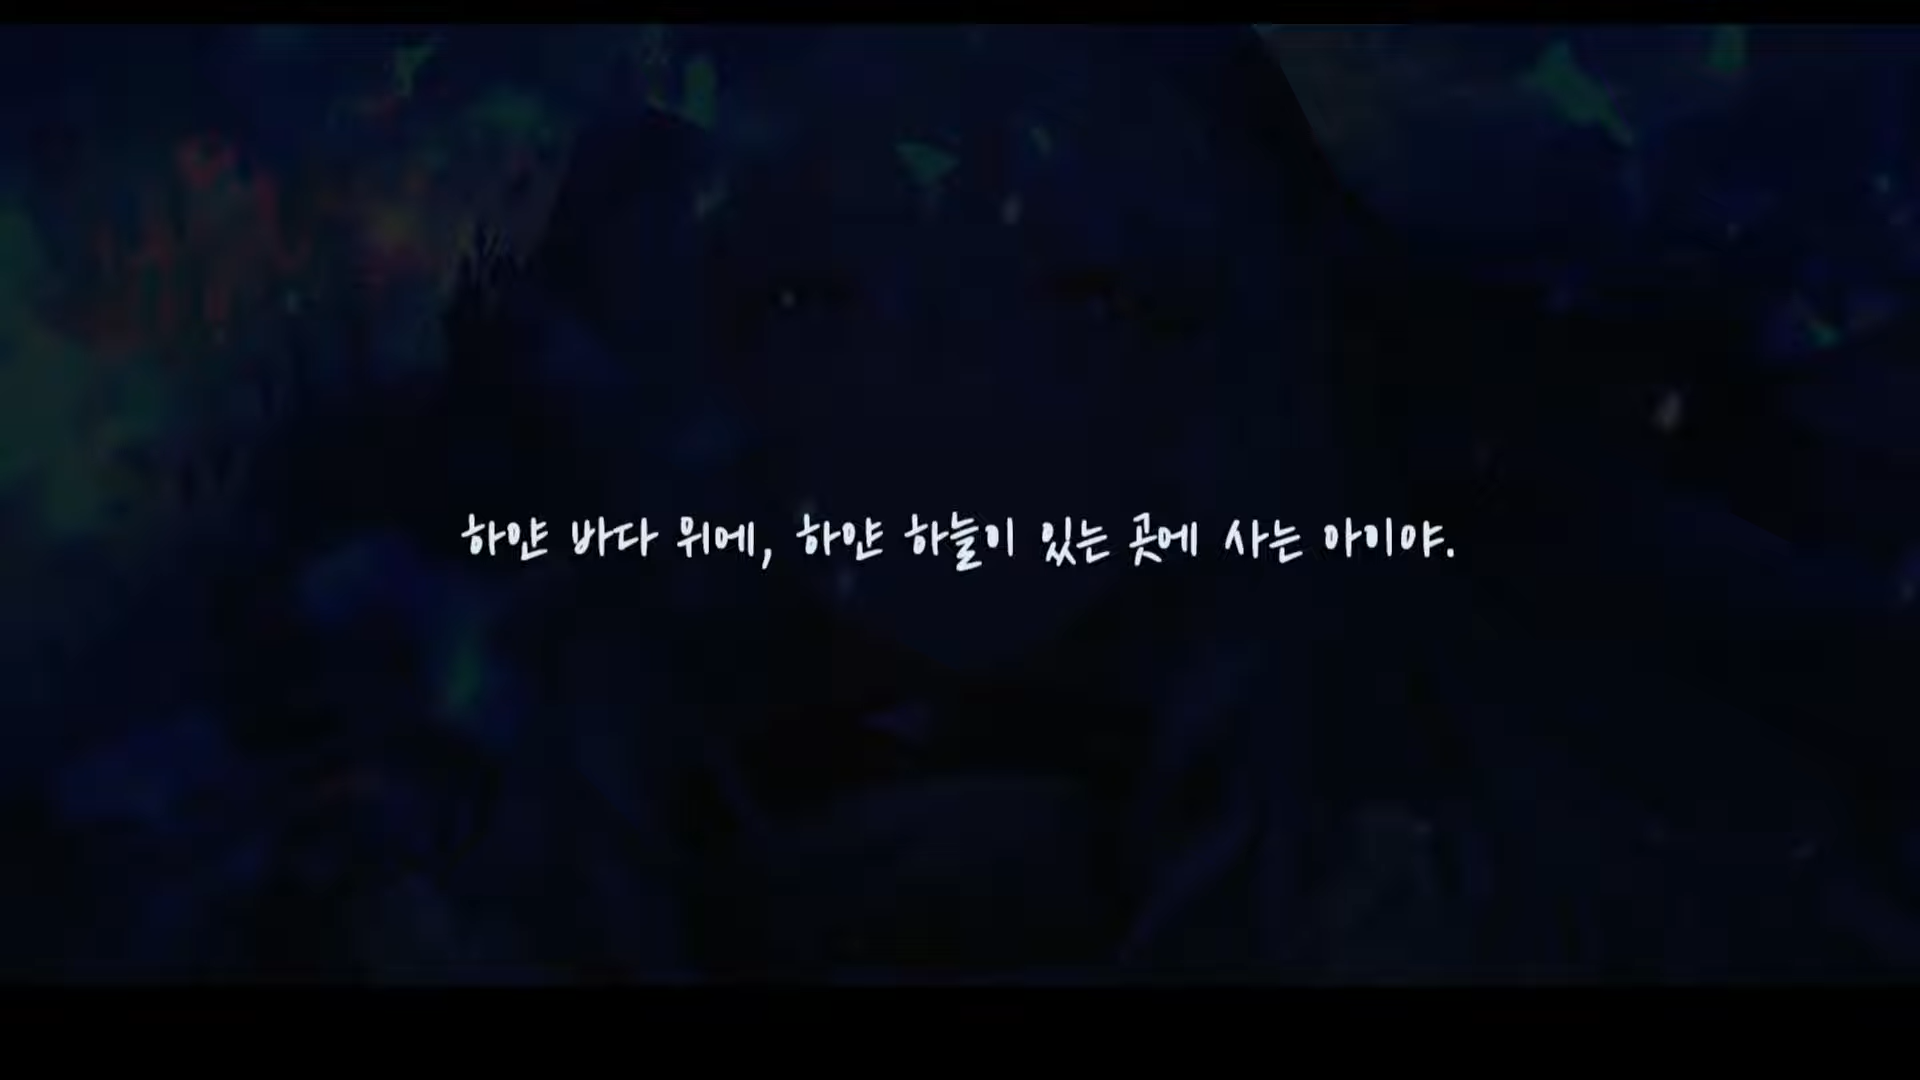 하얀 바다 위에, 하얀 하늘이 있는 곳에 사는 아이야.